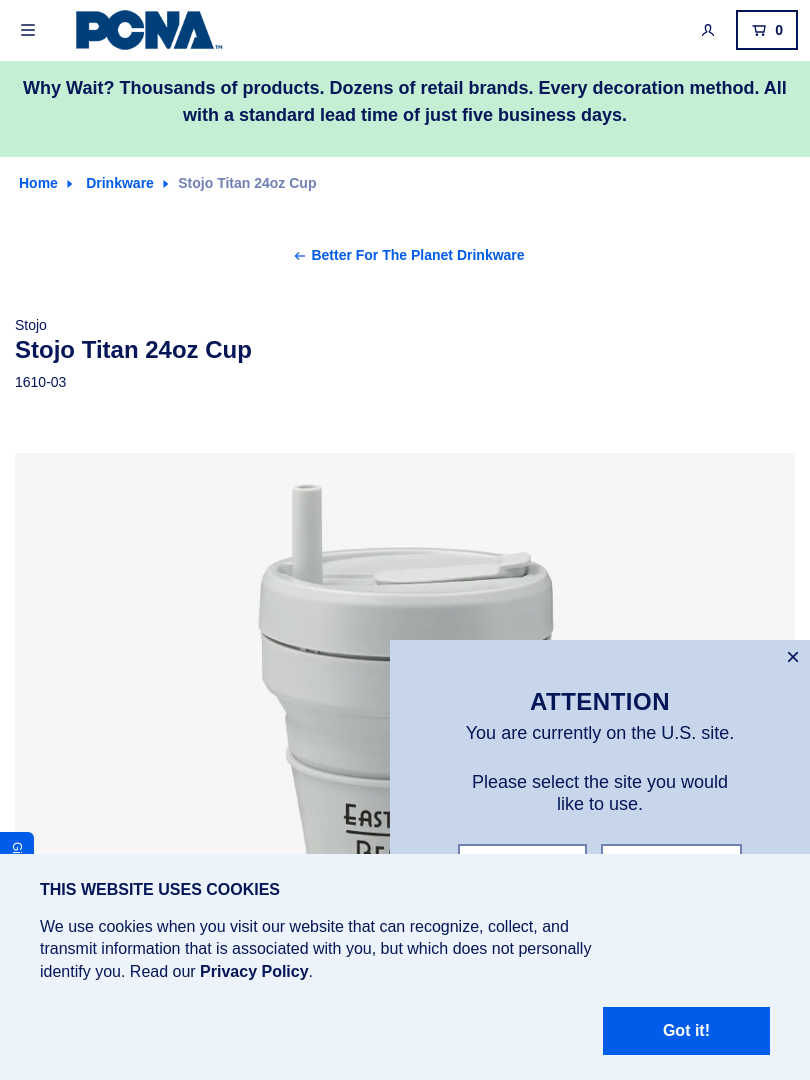 PCNA™
0
Why Wait? Thousands of products. Dozens of retail brands. Every decoration method. All
with a standard lead time of just five business days.
Home Drinkware Stojo Titan 24oz Cup
← Better For The Planet Drinkware
Stojo
Stojo Titan 24oz Cup
1610-03
ATTENTION
You are currently on the U.S. site.
Please select the site you would
like to use.
THIS WEBSITE USES COOKIES
We use cookies when you visit our website that can recognize, collect, and
transmit information that is associated with you, but which does not personally
identify you. Read our Privacy Policy.
Got it!